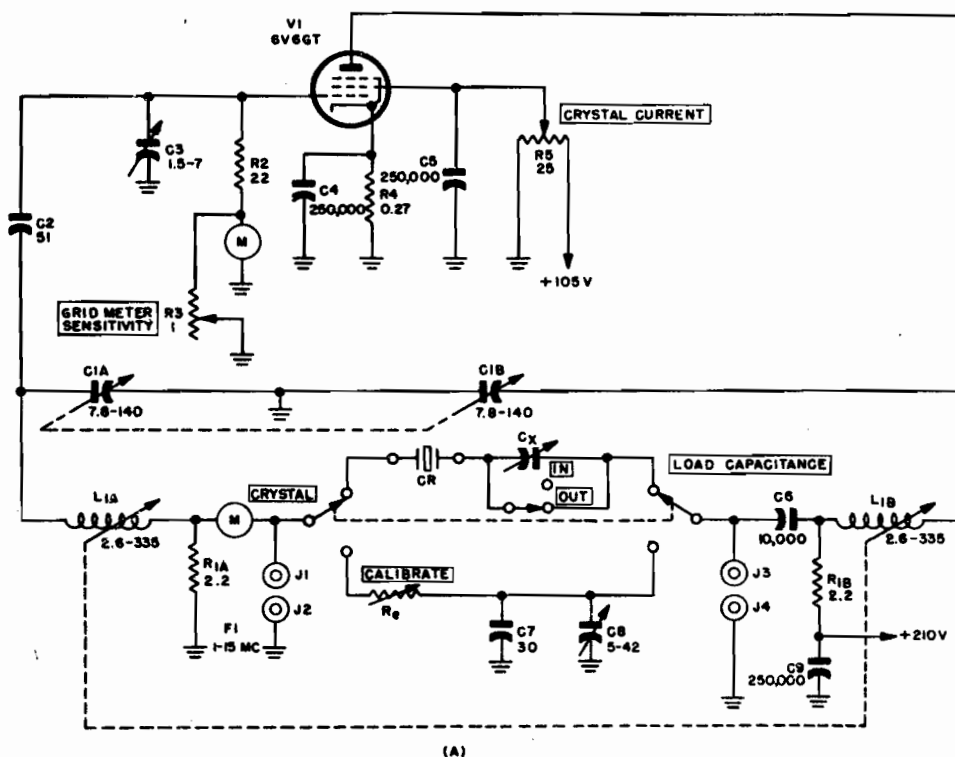 V1
6V6GT
CRYSTAL CURRENT
C3
1.5-7
R2
22
C4
250,000
250,000
C5
R4
0.27
R5
25
+105V
C2
51
M
GRID METER
SENSITIVITY
R3
1
C1A
7.8-140
C1B
7.8-140
CX
IN
OUT
CR
CRYSTAL
LOAD CAPACITANCE
L1A
2.6-335
M
R1A
2.2
J1
J2
F1
1-15 MC
CALIBRATE
Re
C7
30
C8
5-42
C6
10,000
L1B
2.6-335
J3
J4
R1B
2.2
+210V
C9
250,000
(A)